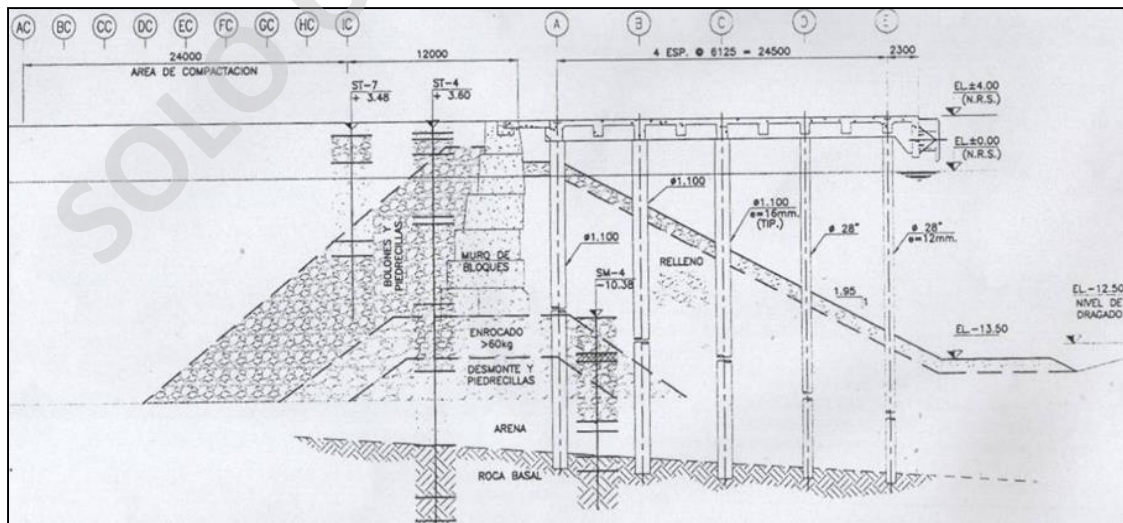 SOLO
AC BC CC DC EC FC GC HC IC A B C D E
24000
AREA DE COMPACTACION
12000
4 ESP. @ 6125 = 24500
2300
ST-7
+ 3.48
ST-4
+ 3.60
EL.±4.00
(N.R.S.)
EL.±0.00
(N.R.S.)
ø1.100
ø1.100
e=16mm.
(TIP.)
ø 28"
ø 28"
e=12mm.
ø1.100
BOLONES Y
PIEDRECILLAS
MURO DE
BLOQUES
RELLENO
SM-4
-10.38
1.95
1
EL.-12.50
NIVEL DE
DRAGADO
EL.-13.50
ENROCADO
>60kg
DESMONTE Y
PIEDRECILLAS
ARENA
ROCA BASAL